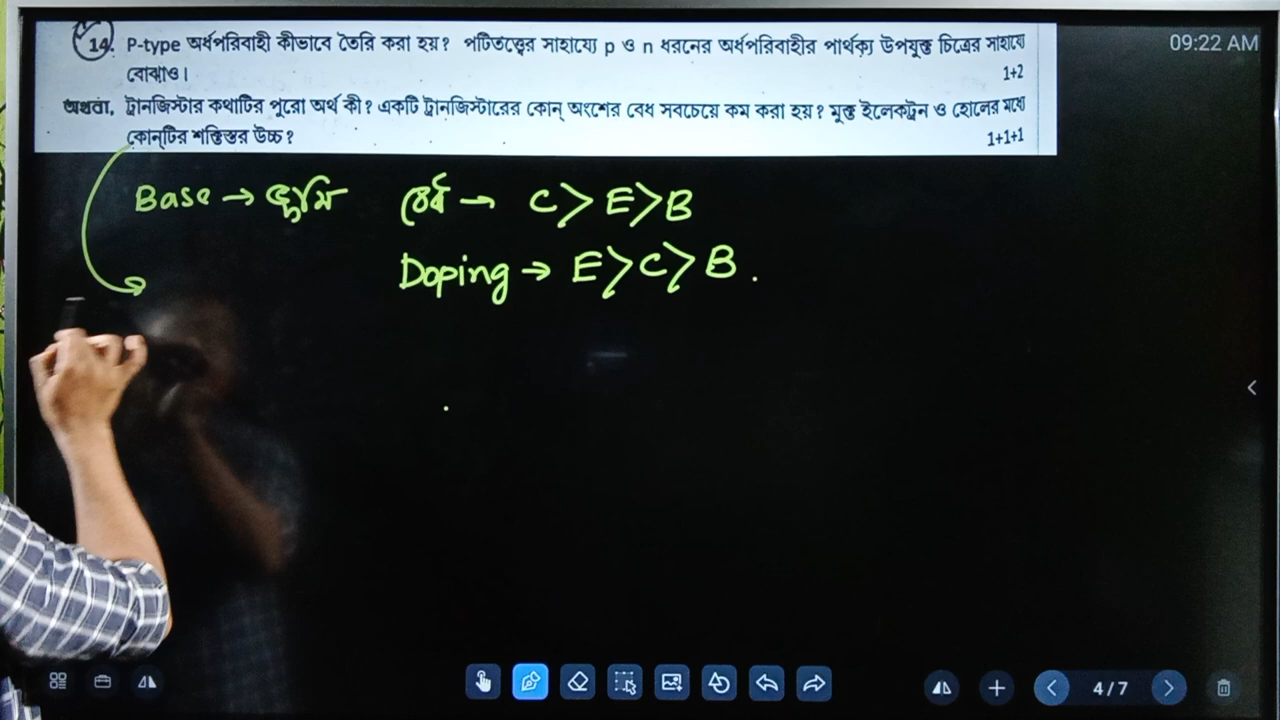 09:22 AM
14. P-type অর্ধপরিবাহী কীভাবে তৈরি করা হয়? পটিতত্ত্বের সাহায্যে p ও n ধরনের অর্ধপরিবাহীর পার্থক্য উপযুক্ত চিত্রের সাহায্যে
বোঝাও। 1+2
অথবা, ট্রানজিস্টার কথাটির পুরো অর্থ কী? একটি ট্রানজিস্টারের কোন্ অংশের বেধ সবচেয়ে কম করা হয়? মুক্ত ইলেকট্রন ও হোলের মধ্যে
কোন্‌টির শক্তিস্তর উচ্চ? 1+1+1
Base → ভূমি বেধ → C > E > B
Doping → E > C > B .
4/7